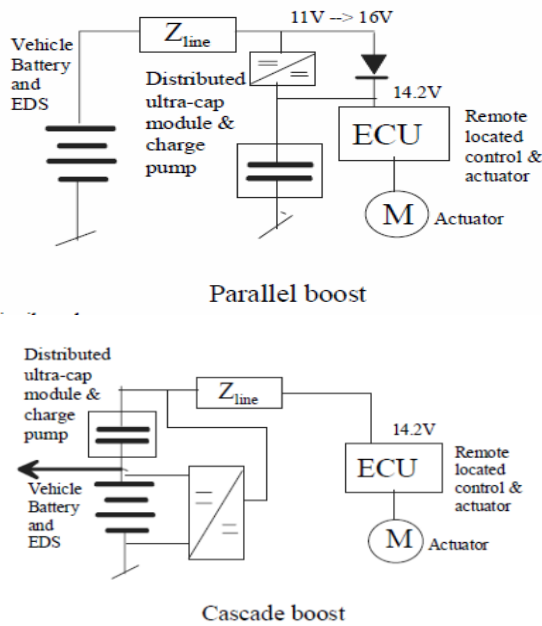 11V --> 16V
Vehicle
Battery
and
EDS
Z line
Distributed
ultra-cap
module &
charge
pump
14.2V
ECU
Remote
located
control &
actuator
M
Actuator
Parallel boost
Distributed
ultra-cap
module &
charge
pump
Z line
14.2V
ECU
Remote
located
control &
actuator
Vehicle
Battery
and
EDS
M
Actuator
Cascade boost